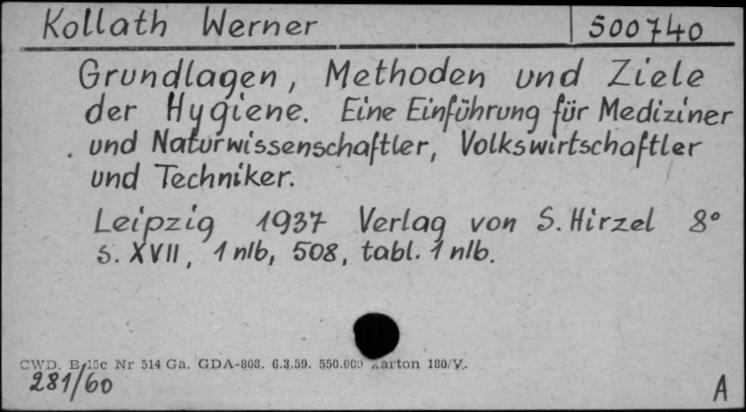 Kollath Werner 500740
Grundlagen, Methoden und Ziele
der Hygiene. Eine Einführung für Mediziner
und Naturwissenschaftler, Volkswirtschaftler
und Techniker.
Leipzig 1937 Verlag von S. Hirzel 8°
s. XVII, 1 nlb, 508, tabl. 1 nlb.
CWD. B/15c Nr 514 Ga. GDA-808. 6.3.59. 550.000 Karton 180/V.
281/60
A